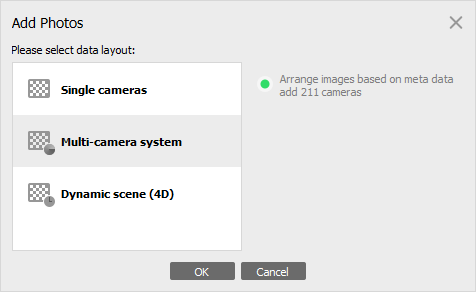 Add Photos
Please select data layout:
Single cameras
Multi-camera system
Dynamic scene (4D)
Arrange images based on meta data
add 211 cameras
OK
Cancel